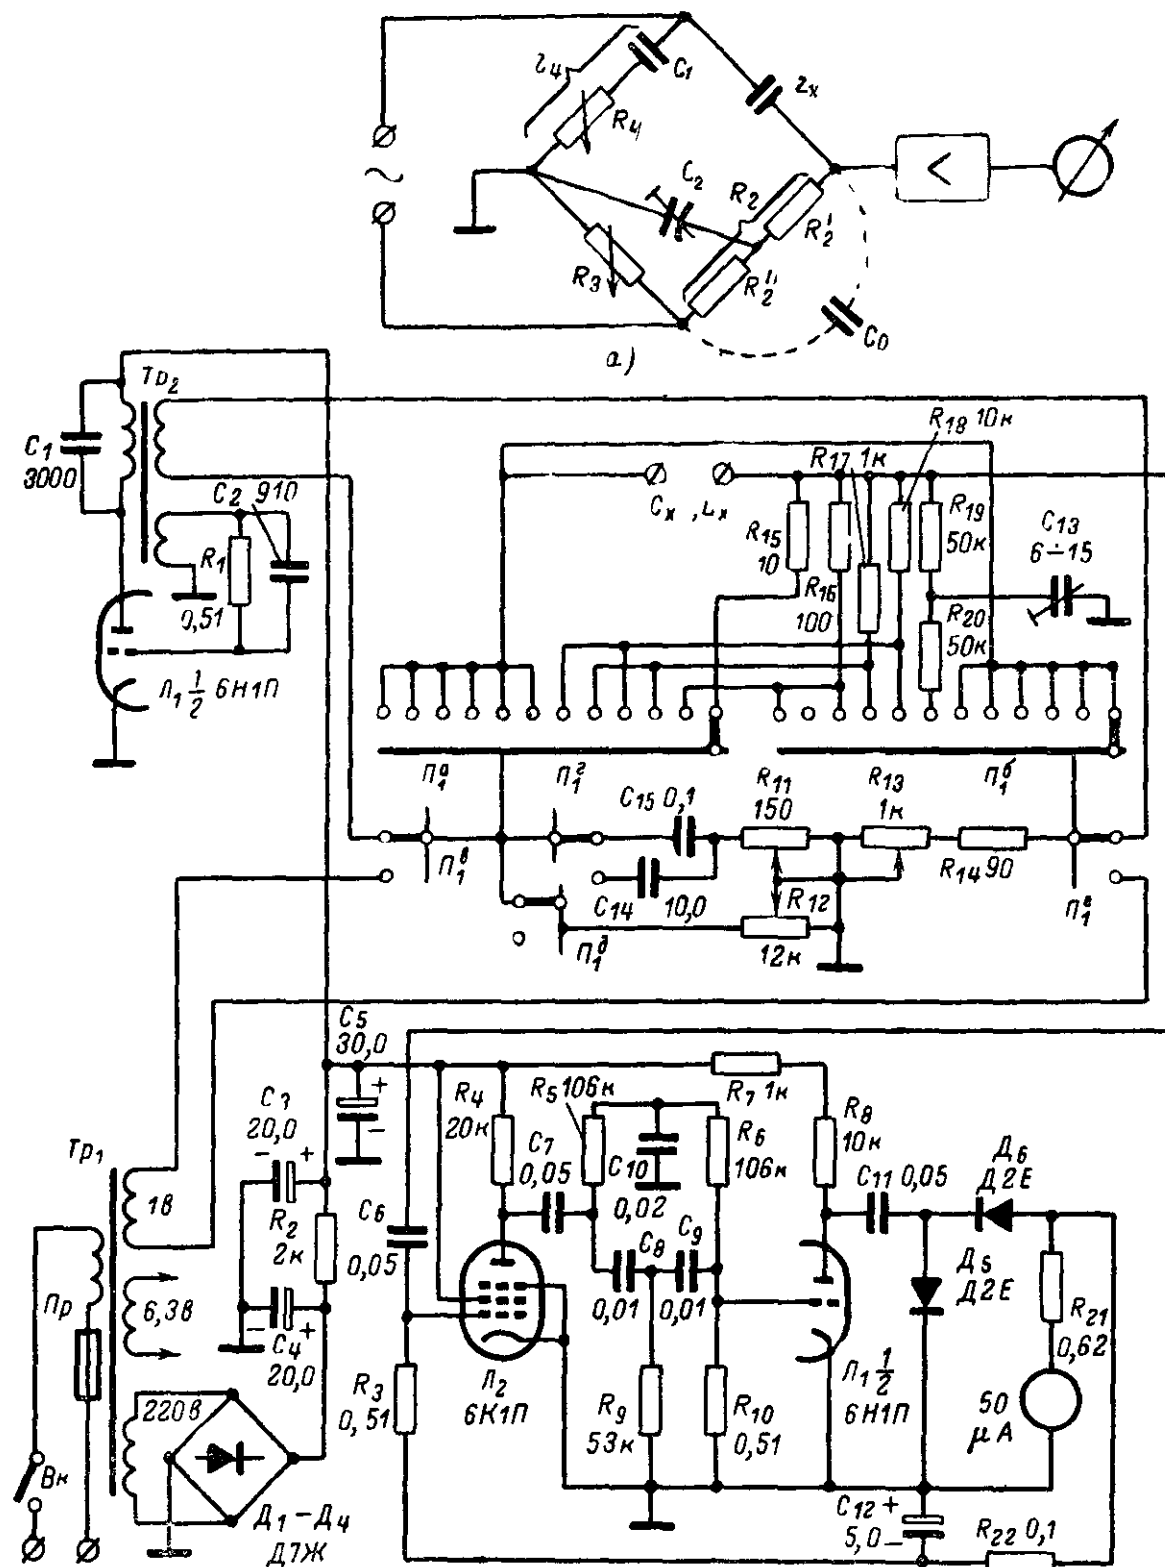 z4
C1
zx
R4
C2
R2
R2'
R3
R2''
C0
<
~
а)
Тр2
C1
3000
C2 910
R1
0,51
Л1 1/2 6Н1П
R18 10к
R17 1к
Cx, Lx
R15
10
R16
100
R19
50к
C13
6÷15
R20
50к
П1а
П1г
П1б
C15 0,1
R11
150
R13
1к
П1в
R14 90
C14
10,0
R12
12к
П1д
П1е
C5
30,0
+
-
C3
20,0
- +
R4
20к
R5 106к
R7 1к
R8
10к
R6
106к
C7
0,05
C10
0,02
C11 0,05
Д6
Д2Е
Тр1
1в
R2
2к
C6
0,05
C8
0,01
C9
0,01
Д5
Д2Е
Пр
6,3в
- +
C4
20,0
R21
0,62
Л2
6К1П
Л1 1/2
6Н1П
R3
0,51
220в
R9
53к
R10
0,51
50
μA
Вк
Д1-Д4
Д7Ж
C12 +
5,0 -
R22 0,1